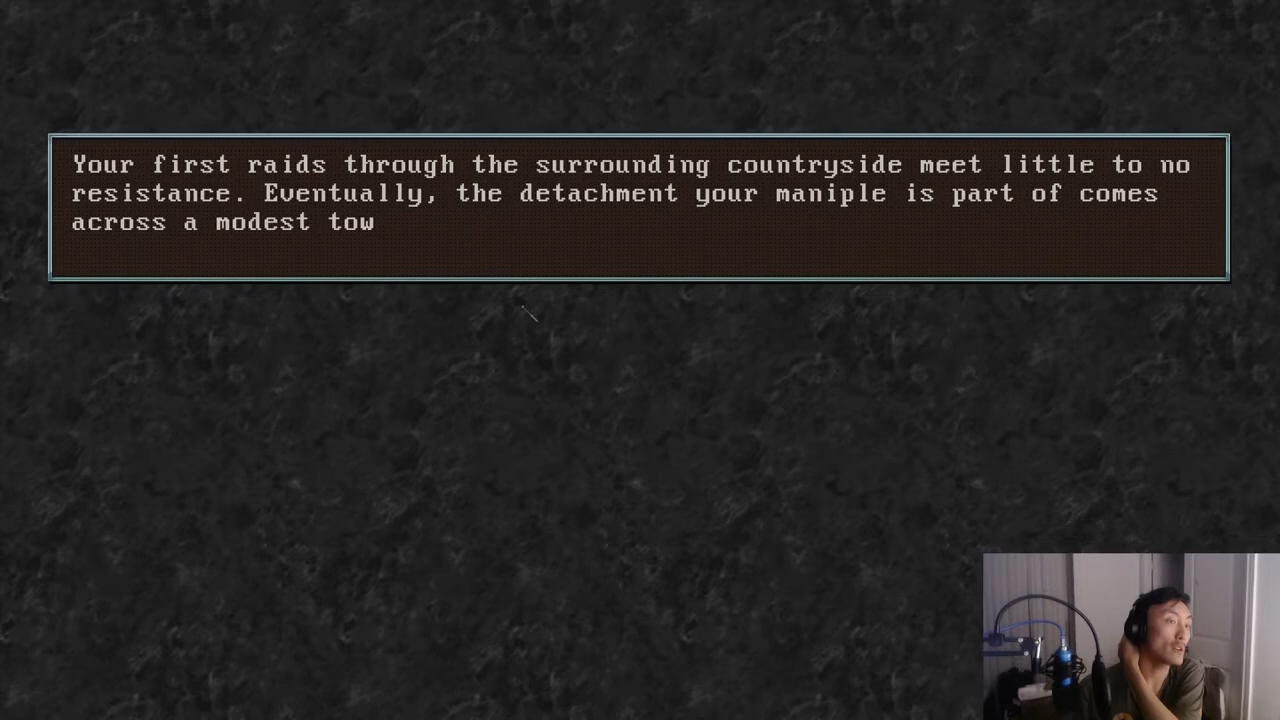 Your first raids through the surrounding countryside meet little to no
resistance. Eventually, the detachment your maniple is part of comes
across a modest tow